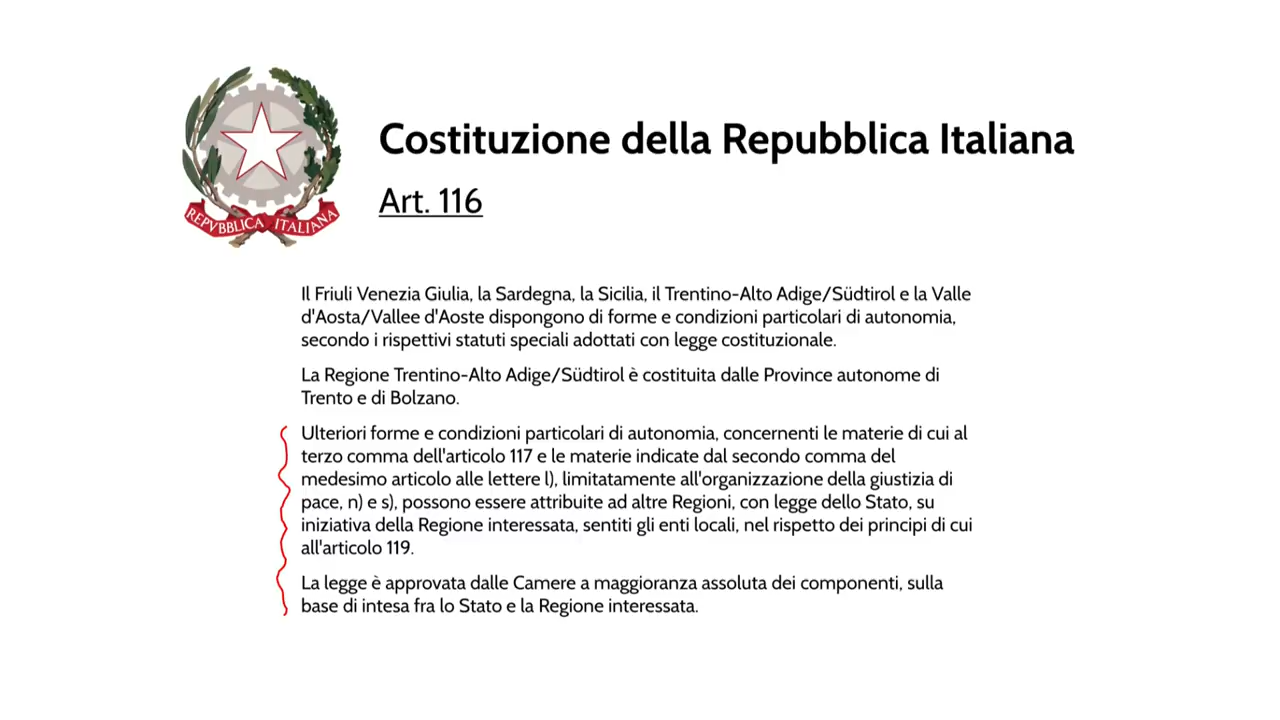 REPVBBLICA ITALIANA
Costituzione della Repubblica Italiana
Art. 116
Il Friuli Venezia Giulia, la Sardegna, la Sicilia, il Trentino-Alto Adige/Südtirol e la Valle
d'Aosta/Vallee d'Aoste dispongono di forme e condizioni particolari di autonomia,
secondo i rispettivi statuti speciali adottati con legge costituzionale.
La Regione Trentino-Alto Adige/Südtirol è costituita dalle Province autonome di
Trento e di Bolzano.
Ulteriori forme e condizioni particolari di autonomia, concernenti le materie di cui al
terzo comma dell'articolo 117 e le materie indicate dal secondo comma del
medesimo articolo alle lettere l), limitatamente all'organizzazione della giustizia di
pace, n) e s), possono essere attribuite ad altre Regioni, con legge dello Stato, su
iniziativa della Regione interessata, sentiti gli enti locali, nel rispetto dei principi di cui
all'articolo 119.
La legge è approvata dalle Camere a maggioranza assoluta dei componenti, sulla
base di intesa fra lo Stato e la Regione interessata.